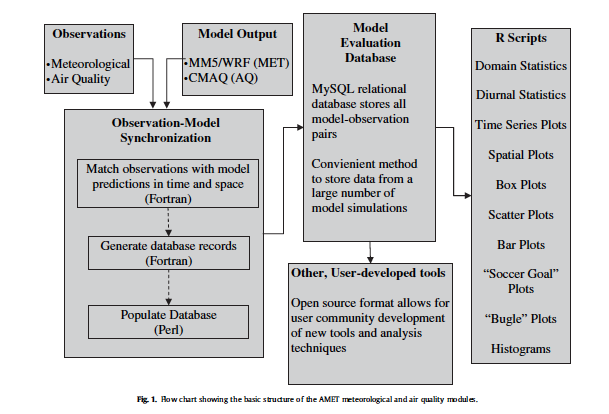 Observations
•Meteorological
•Air Quality
Model Output
•MM5/WRF (MET)
•CMAQ (AQ)
Observation-Model
Synchronization
Match observations with model
predictions in time and space
(Fortran)
Generate database records
(Fortran)
Populate Database
(Perl)
Model
Evaluation
Database
MySQL relational
database stores all
model-observation
pairs
Convienient method
to store data from a
large number of
model simulations
Other, User-developed tools
Open source format allows for
user community development
of new tools and analysis
techniques
R Scripts
Domain Statistics
Diurnal Statistics
Time Series Plots
Spatial Plots
Box Plots
Scatter Plots
Bar Plots
“Soccer Goal”
Plots
“Bugle” Plots
Histograms
Fig. 1. Flow chart showing the basic structure of the AMET meteorological and air quality modules.